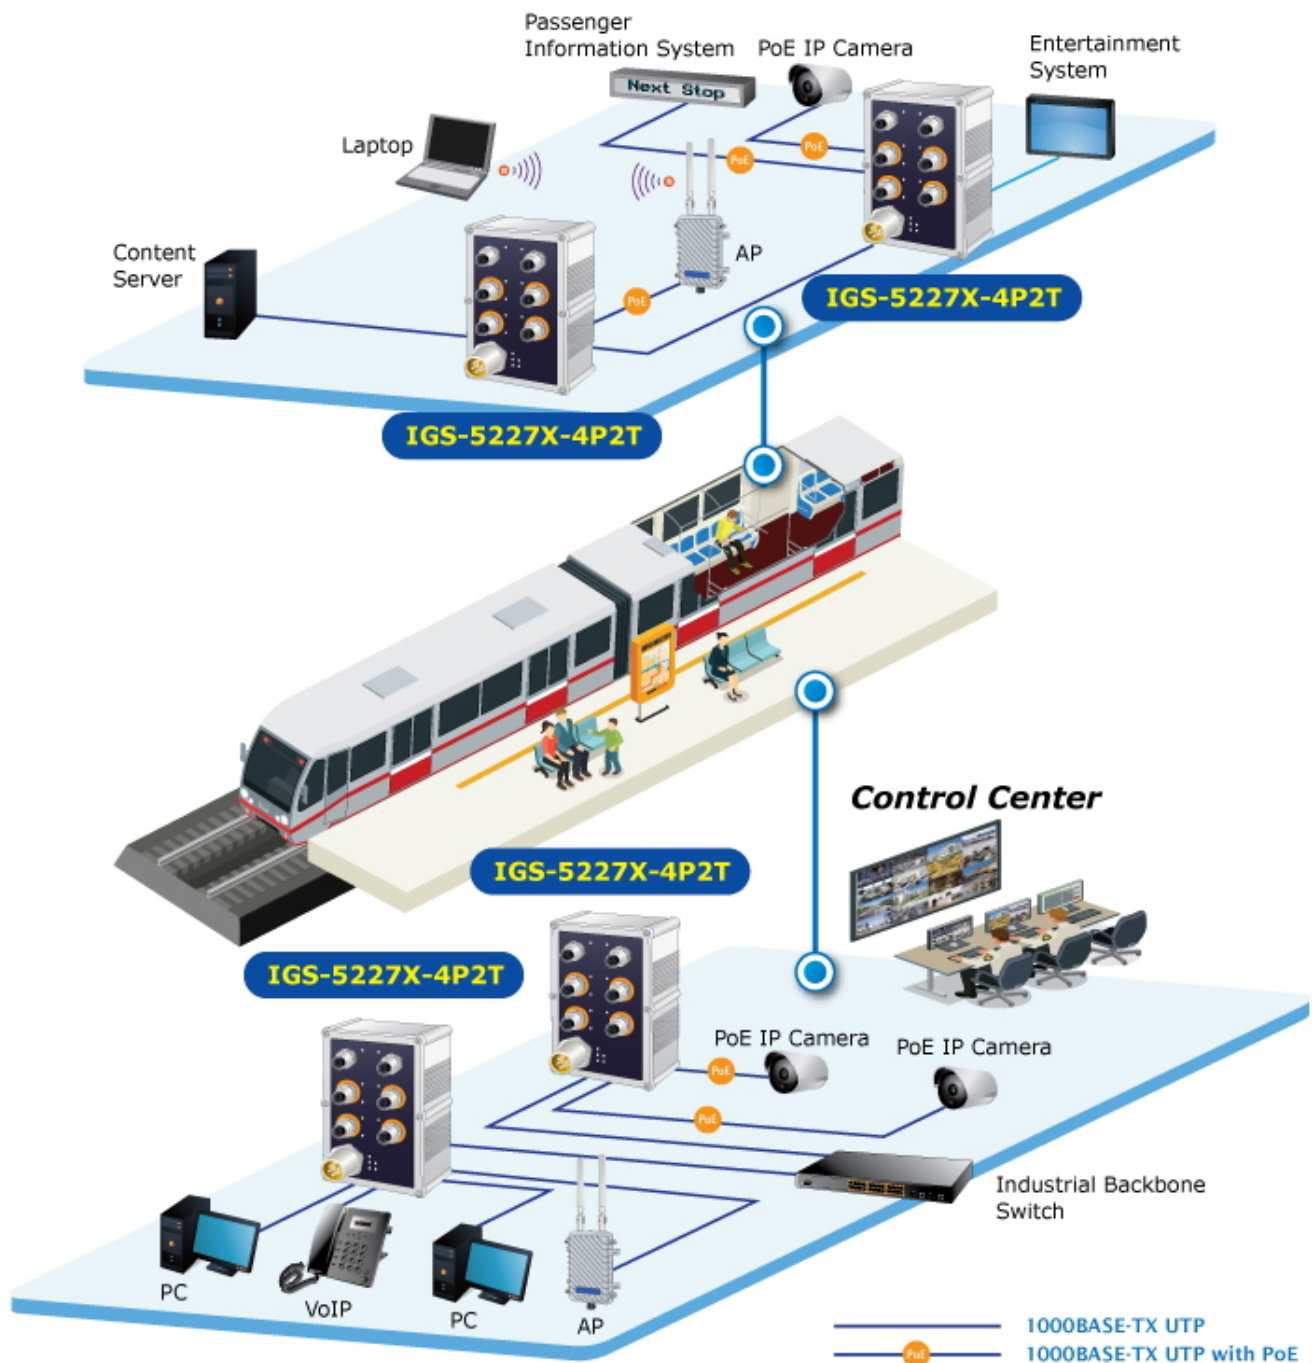 Passenger
Information System
PoE IP Camera
Entertainment
System
Next Stop
Laptop
PoE
PoE
Content
Server
AP
PoE
IGS-5227X-4P2T
IGS-5227X-4P2T
Control Center
IGS-5227X-4P2T
IGS-5227X-4P2T
PoE IP Camera
PoE IP Camera
PoE
PoE
Industrial Backbone
Switch
PC
VoIP
PC
AP
1000BASE-TX UTP
PoE
1000BASE-TX UTP with PoE